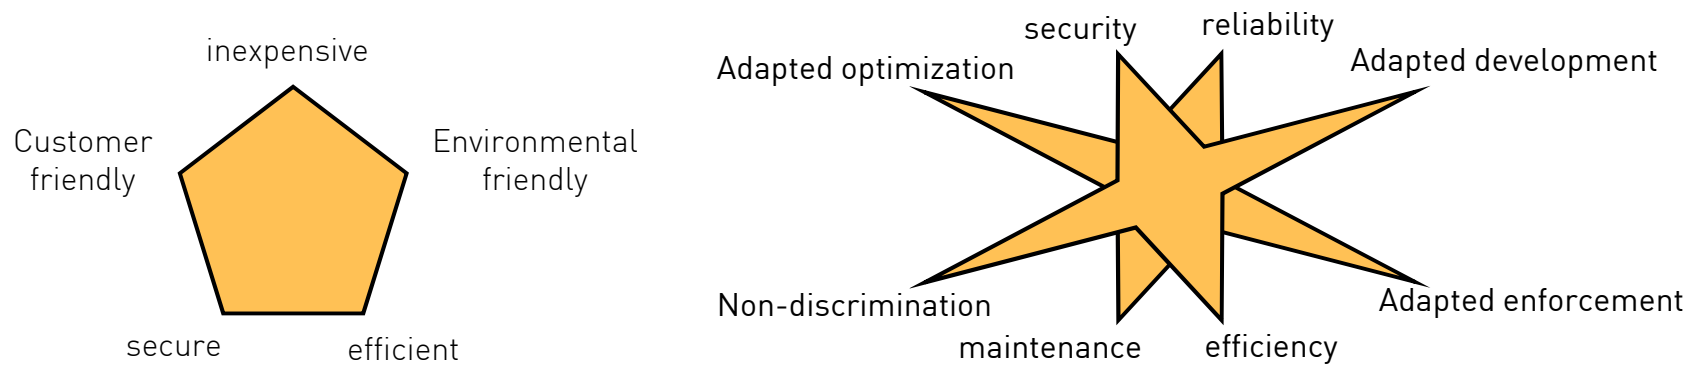 inexpensive
Customer
friendly
Environmental
friendly
secure
efficient
security
reliability
Adapted optimization
Adapted development
Non-discrimination
Adapted enforcement
maintenance
efficiency